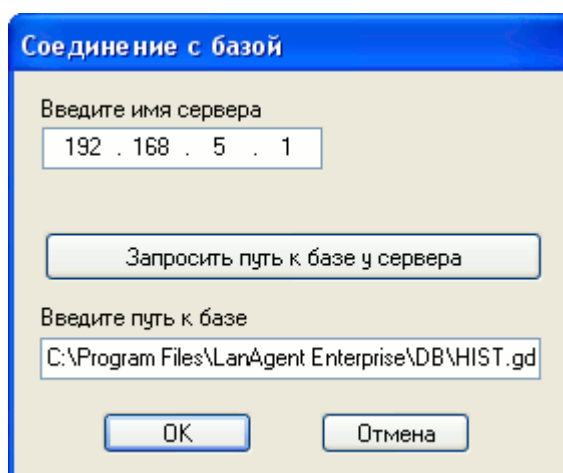 Соединение с базой
Введите имя сервера
192 . 168 . 5 . 1
Запросить путь к базе у сервера
Введите путь к базе
C:\Program Files\LanAgent Enterprise\DB\HIST.gd
OK
Отмена